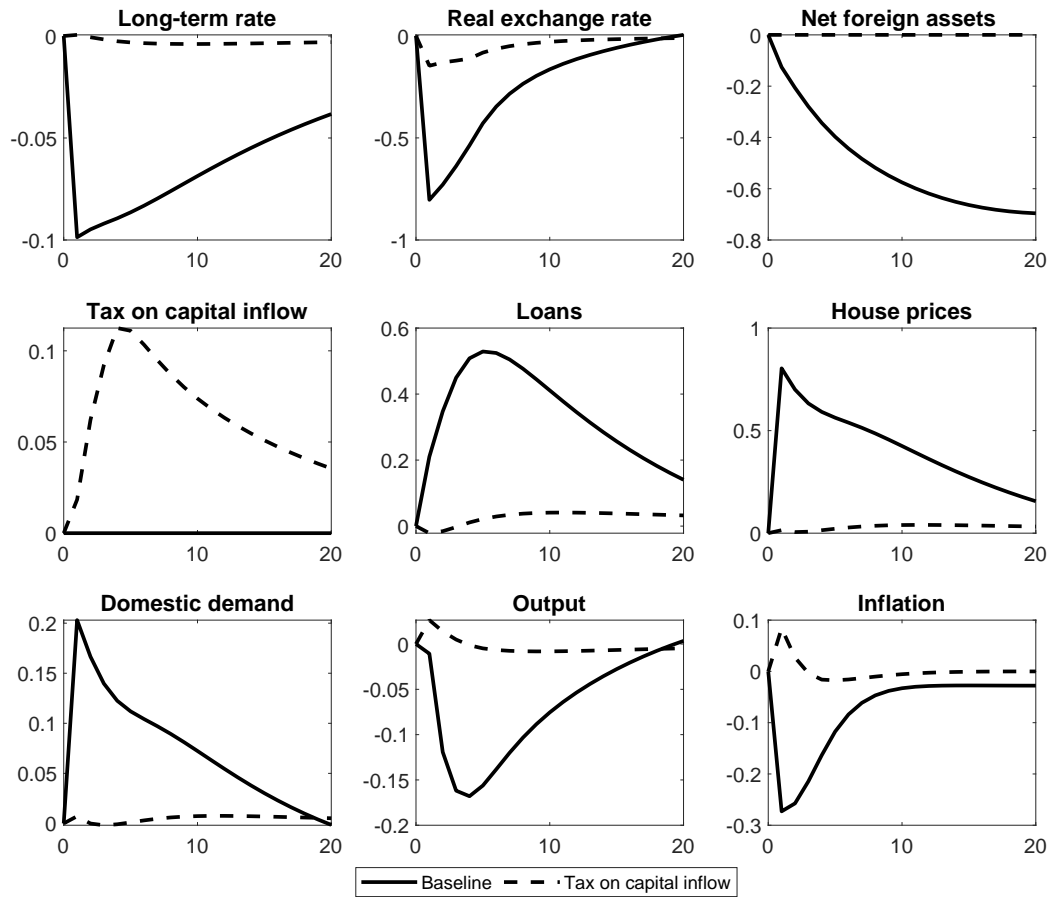 Long-term rate
0
-0.05
-0.1
0 10 20
Real exchange rate
0
-0.5
-1
0 10 20
Net foreign assets
0
-0.2
-0.4
-0.6
-0.8
0 10 20
Tax on capital inflow
0.1
0.05
0
0 10 20
Loans
0.6
0.4
0.2
0
0 10 20
House prices
1
0.5
0
0 10 20
Domestic demand
0.2
0.15
0.1
0.05
0
0 10 20
Output
0
-0.05
-0.1
-0.15
-0.2
0 10 20
Inflation
0.1
0
-0.1
-0.2
-0.3
0 10 20
Baseline Tax on capital inflow